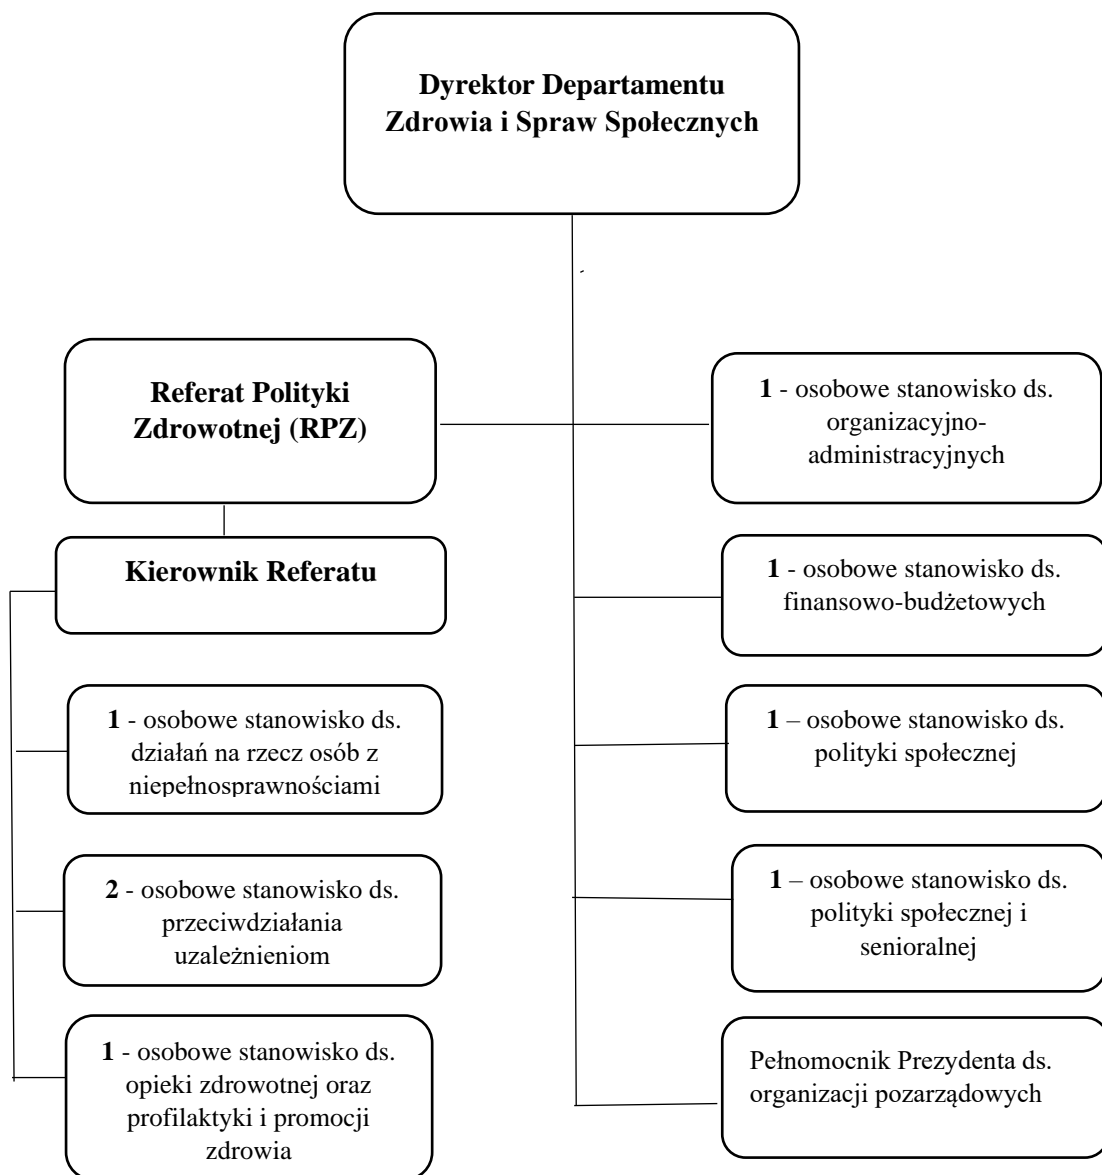 Dyrektor Departamentu
Zdrowia i Spraw Społecznych
Referat Polityki
Zdrowotnej (RPZ)
Kierownik Referatu
1 - osobowe stanowisko ds.
działań na rzecz osób z
niepełnosprawnościami
2 - osobowe stanowisko ds.
przeciwdziałania
uzależnieniom
1 - osobowe stanowisko ds.
opieki zdrowotnej oraz
profilaktyki i promocji
zdrowia
1 - osobowe stanowisko ds.
organizacyjno-
administracyjnych
1 - osobowe stanowisko ds.
finansowo-budżetowych
1 – osobowe stanowisko ds.
polityki społecznej
1 – osobowe stanowisko ds.
polityki społecznej i
senioralnej
Pełnomocnik Prezydenta ds.
organizacji pozarządowych